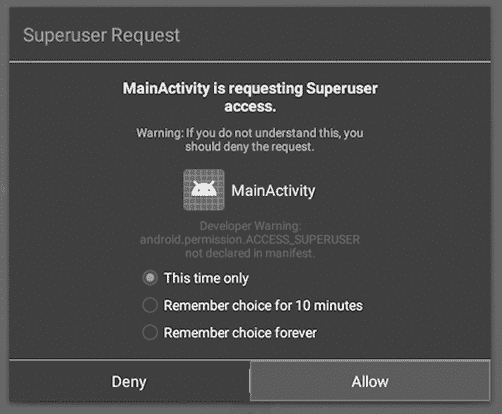 Superuser Request
MainActivity is requesting Superuser
access.
Warning: If you do not understand this, you
should deny the request.
MainActivity
Developer Warning:
android.permission.ACCESS_SUPERUSER
not declared in manifest.
This time only
Remember choice for 10 minutes
Remember choice forever
Deny
Allow